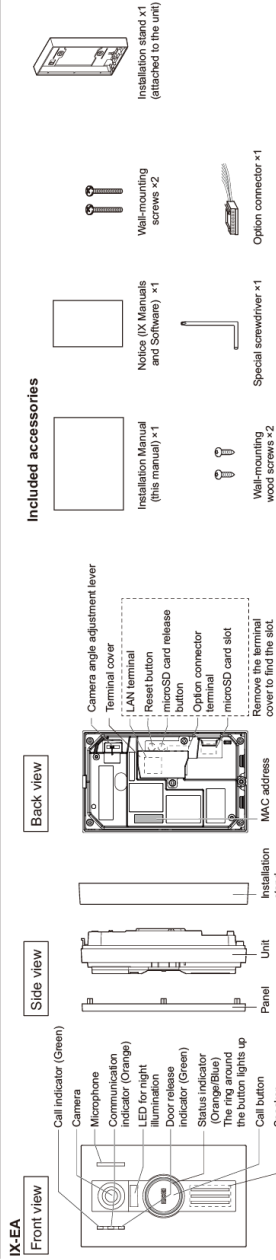 IX-EA
Front view
Call indicator (Green)
Camera
Microphone
Communication
indicator (Orange)
LED for night
illumination
Door release
indicator (Green)
Status indicator
(Orange/Blue)
The ring around
the button lights up
Call button
Side view
Panel
Unit
Installation
Back view
Camera angle adjustment lever
Terminal cover
LAN terminal
Reset button
microSD card release
button
Option connector
terminal
microSD card slot
Remove the terminal
cover to find the slot.
MAC address
Included accessories
Installation Manual
(this manual) ×1
Notice (IX Manuals
and Software) ×1
Wall-mounting
screws ×2
Installation stand x1
(attached to the unit)
Wall-mounting
wood screws ×2
Special screwdriver ×1
Option connector ×1